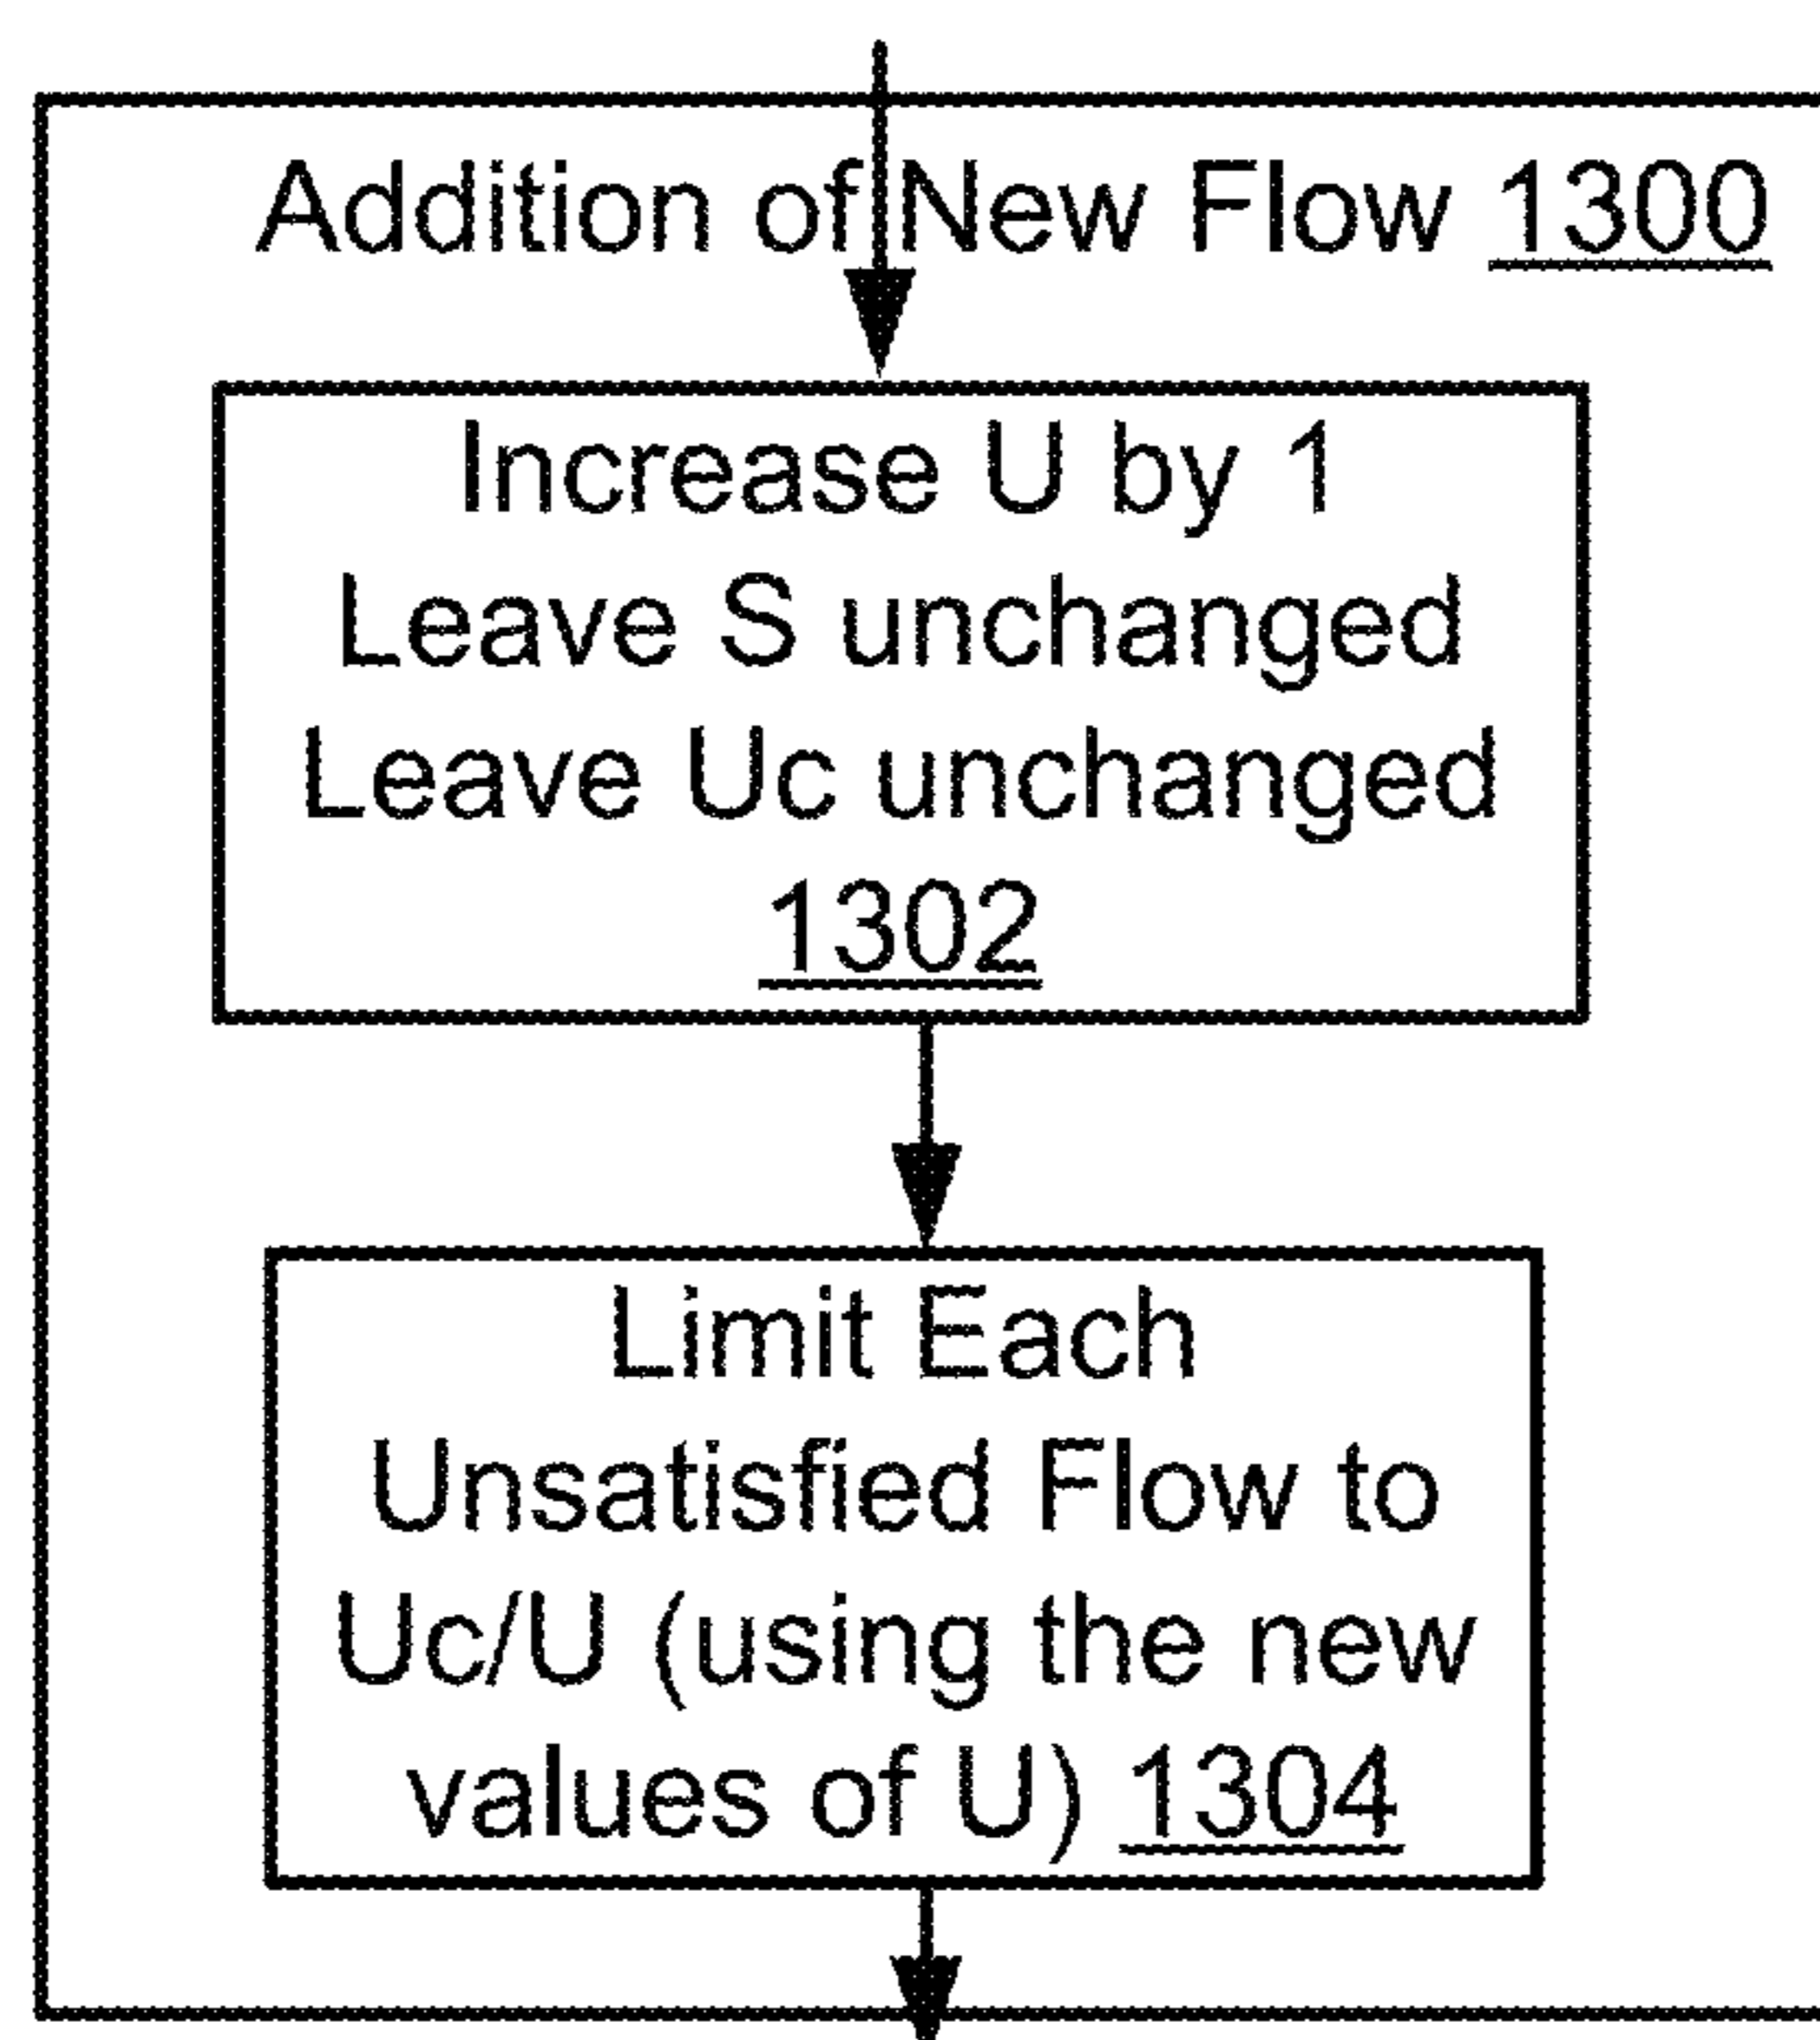 Addition of New Flow 1300
Increase U by 1
Leave S unchanged
Leave Uc unchanged
1302
Limit Each
Unsatisfied Flow to
Uc/U (using the new
values of U) 1304